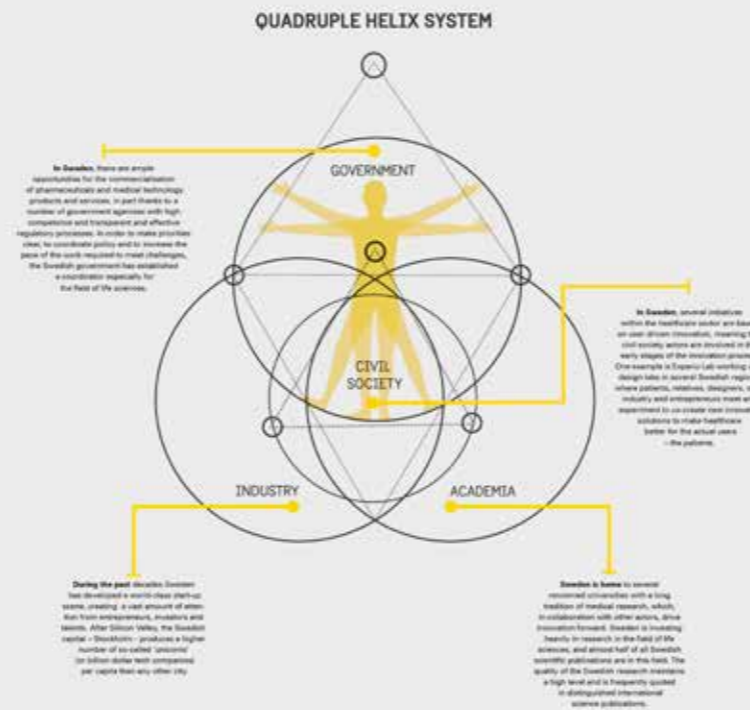 QUADRUPLE HELIX SYSTEM
GOVERNMENT
In Sweden, there are ample
opportunities for the commercialisation
of pharmaceuticals and medical technology
products and services, in part thanks to a
number of government agencies with high
competence and transparent and effective
regulatory processes. In order to make priorities
clear, to coordinate policy and to increase the
pace of the work required to meet challenges,
the Swedish government has established
a coordinator especially for
the field of life sciences.
In Sweden, several initiatives
within the healthcare sector are
on user driven innovation, meaning
civil society actors are involved in
early stages of the innovation
One example is Experio Lab working
design labs in several Swedish
where patients, relatives, designers,
industry and entrepreneurs meet
experiment to co-create new
solutions to make healthcare
better for the actual users
– the patients.
CIVIL
SOCIETY
INDUSTRY
ACADEMIA
During the past decades Sweden
has developed a world-class start-up
scene, creating a vast amount of atten-
tion from entrepreneurs, investors and
talents. After Silicon Valley, the Swedish
capital – Stockholm – produces a higher
number of so-called 'unicorns'
(or billion dollar tech companies)
per capita than any other city.
Sweden is home to several
renowned universities with a long
tradition of medical research, which,
in collaboration with other actors, drive
innovation forward. Sweden is investing
heavily in research in the field of life
sciences, and almost half of all Swedish
scientific publications are in this field. The
quality of the Swedish research maintains
a high level and is frequently quoted
in distinguished international
science publications.